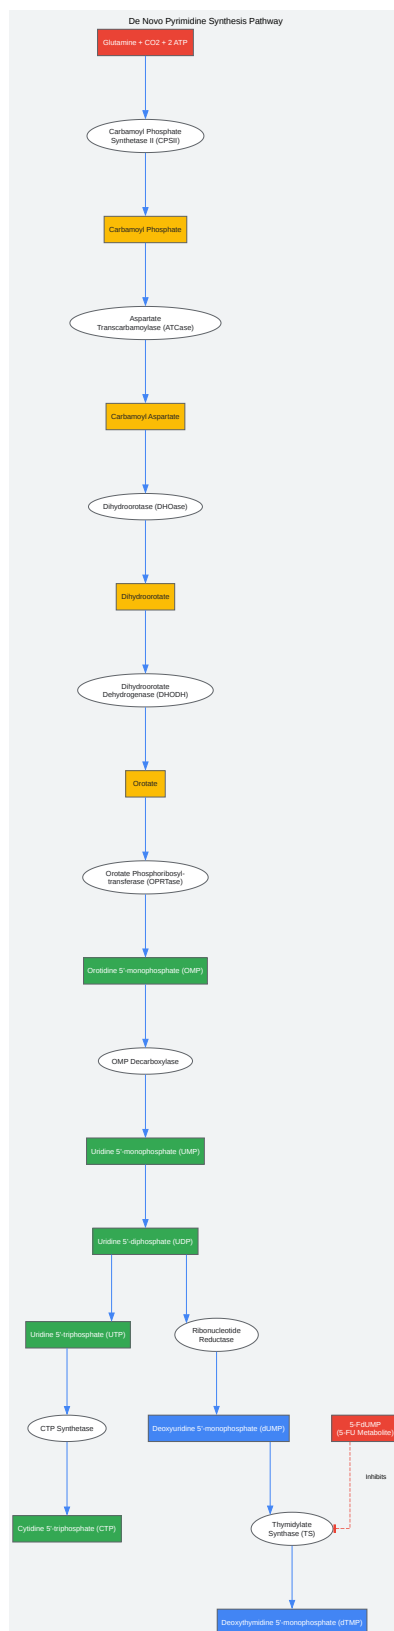 De Novo Pyrimidine Synthesis Pathway
Glutamine + CO2 + 2 ATP
Carbamoyl Phosphate
Synthetase II (CPSII)
Carbamoyl Phosphate
Aspartate
Transcarbamoylase (ATCase)
Carbamoyl Aspartate
Dihydroorotase (DHOase)
Dihydroorotate
Dihydroorotate
Dehydrogenase (DHODH)
Orotate
Orotate Phosphoribosyl-
transferase (OPRTase)
Orotidine 5'-monophosphate (OMP)
OMP Decarboxylase
Uridine 5'-monophosphate (UMP)
Uridine 5'-diphosphate (UDP)
Uridine 5'-triphosphate (UTP)
Ribonucleotide
Reductase
CTP Synthetase
Deoxyuridine 5'-monophosphate (dUMP)
5-FdUMP
(5-FU Metabolite)
Inhibits
Cytidine 5'-triphosphate (CTP)
Thymidylate
Synthase (TS)
Deoxythymidine 5'-monophosphate (dTMP)